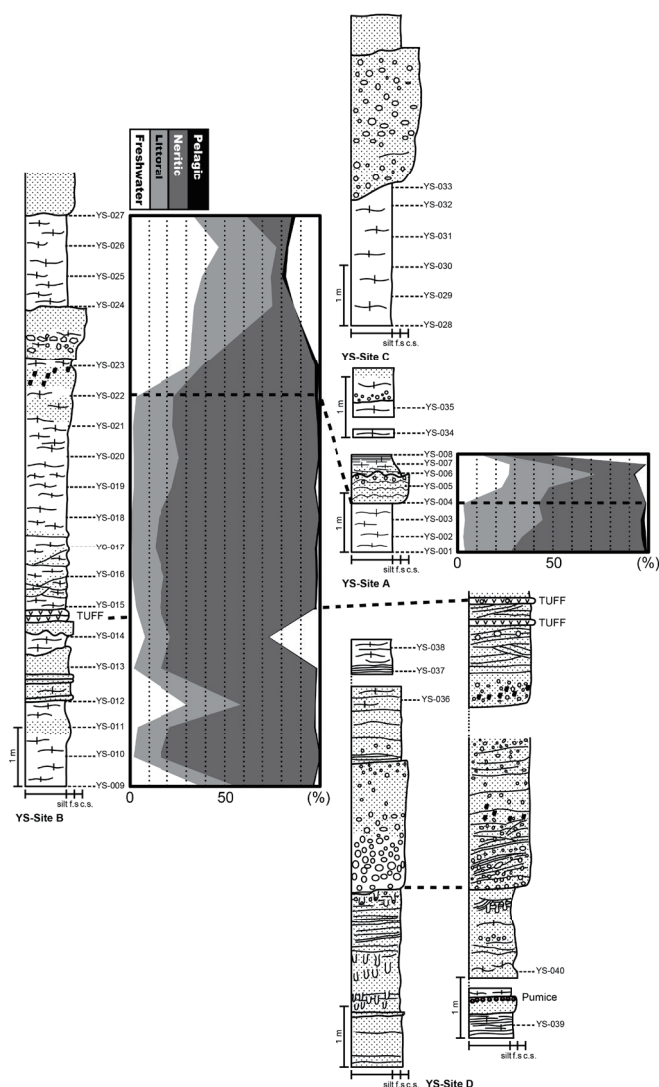 Freshwater
Littoral
Neritic
Pelagic
YS-027
YS-026
YS-025
YS-024
YS-023
YS-022
YS-021
YS-020
YS-019
YS-018
YS-017
YS-016
YS-015
TUFF
YS-014
YS-013
YS-012
YS-011
YS-010
YS-009
1 m
silt f.s c.s.
YS-Site B
0
50
(%)
YS-033
YS-032
YS-031
YS-030
YS-029
YS-028
1 m
silt f.s c.s.
YS-Site C
YS-035
YS-034
1 m
YS-008
YS-007
YS-006
YS-005
YS-004
YS-003
YS-002
YS-001
1 m
silt f.s c.s.
YS-Site A
0
50
(%)
TUFF
TUFF
YS-038
YS-037
YS-036
1 m
silt f.s c.s.
YS-040
Pumice
YS-039
1 m
silt f.s c.s.
YS-Site D